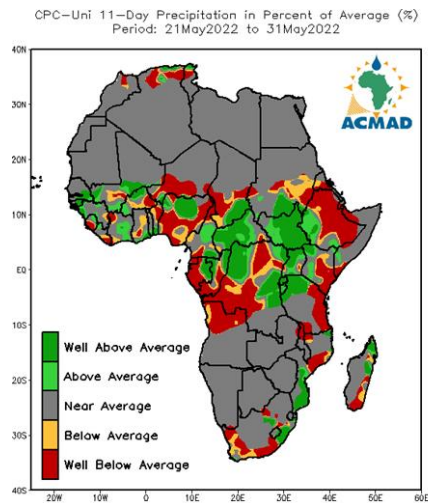 CPC-Uni 11-Day Precipitation in Percent of Average (%)
Period: 21May2022 to 31May2022
40N
ACMAD
30N
20N
10N
EQ
10S
Well Above Average
Above Average
20S
Near Average
Below Average
30S
Well Below Average
40S
20W 10W 0 10E 20E 30E 40E 50E 60E